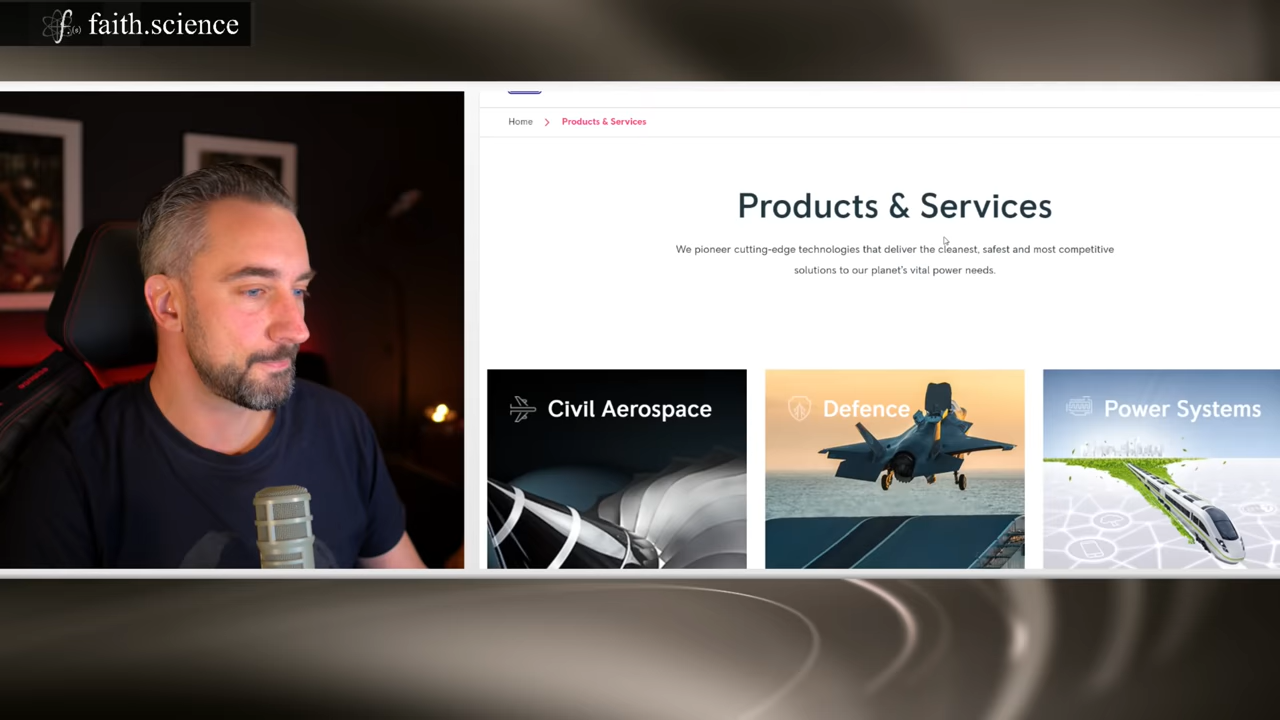 faith.science
Home > Products & Services
Products & Services
We pioneer cutting-edge technologies that deliver the cleanest, safest and most competitive
solutions to our planet's vital power needs.
Civil Aerospace
Defence
Power Systems